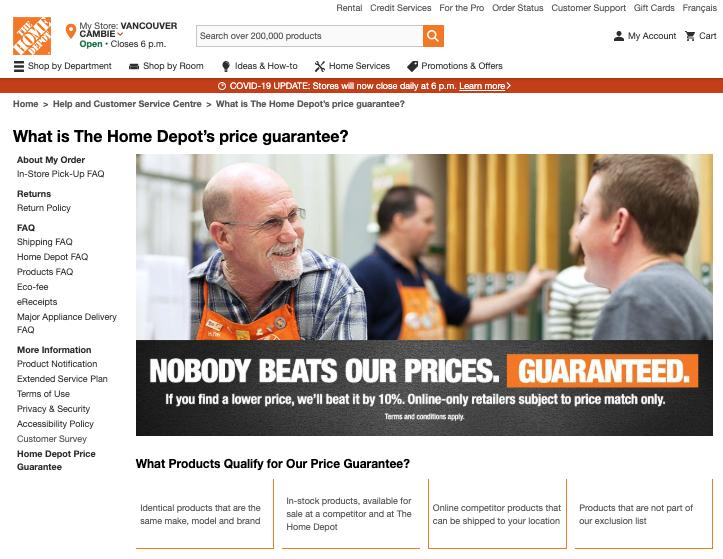 Rental Credit Services For the Pro Order Status Customer Support Gift Cards Français
THE HOME DEPOT
My Store: VANCOUVER
CAMBIE
Open • Closes 6 p.m.
Search over 200,000 products
My Account Cart
Shop by Department Shop by Room Ideas & How-to Home Services Promotions & Offers
COVID-19 UPDATE: Stores will now close daily at 6 p.m. Learn more
Home > Help and Customer Service Centre > What is The Home Depot's price guarantee?
What is The Home Depot's price guarantee?
About My Order
In-Store Pick-Up FAQ
Returns
Return Policy
FAQ
Shipping FAQ
Home Depot FAQ
Products FAQ
Eco-fee
eReceipts
Major Appliance Delivery
FAQ
More Information
Product Notification
Extended Service Plan
Terms of Use
Privacy & Security
Accessibility Policy
Customer Survey
Home Depot Price
Guarantee
NOBODY BEATS OUR PRICES. GUARANTEED.
If you find a lower price, we'll beat it by 10%. Online-only retailers subject to price match only.
Terms and conditions apply.
What Products Qualify for Our Price Guarantee?
Identical products that are the
same make, model and brand
In-stock products, available for
sale at a competitor and at The
Home Depot
Online competitor products that
can be shipped to your location
Products that are not part of
our exclusion list